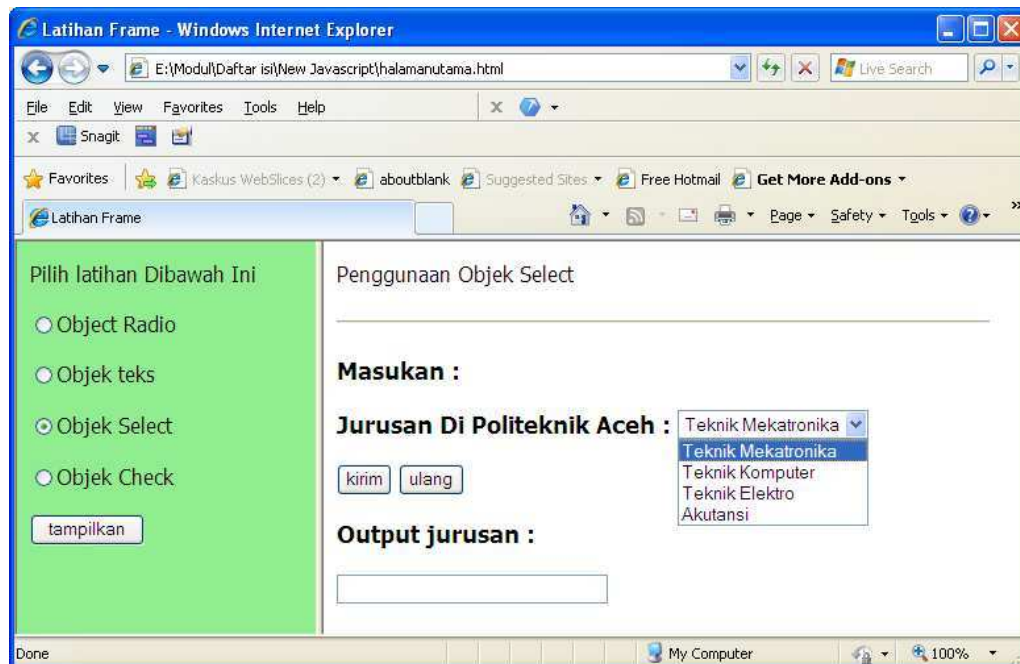 Latihan Frame - Windows Internet Explorer
E:\Modul\Daftar isi\New Javascript\halamanutama.html
Live Search
File Edit View Favorites Tools Help
x
x Snagit
Favorites Kaskus WebSlices (2) aboutblank Suggested Sites Free Hotmail Get More Add-ons
Latihan Frame
Page Safety Tools »
Pilih latihan Dibawah Ini
Object Radio
Objek teks
Objek Select
Objek Check
tampilkan
Penggunaan Objek Select
Masukan :
Jurusan Di Politeknik Aceh : Teknik Mekatronika
Teknik Mekatronika
Teknik Komputer
Teknik Elektro
Akutansi
kirim ulang
Output jurusan :
Done My Computer 100%